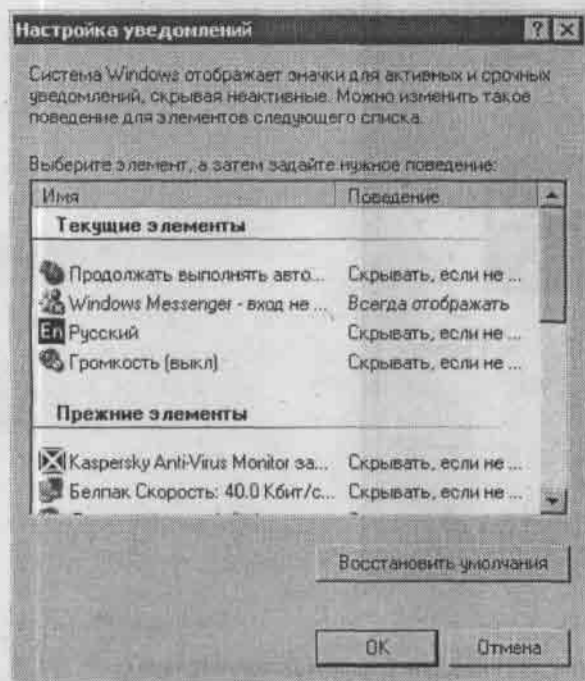 Настройка уведомлений
Система Windows отображает значки для активных и срочных
уведомлений, скрывая неактивные. Можно изменить такое
поведение для элементов следующего списка.
Выберите элемент, а затем задайте нужное поведение:
Имя Поведение
Текущие элементы
Продолжать выполнять авто... Скрывать, если не ...
Windows Messenger - вход не ... Всегда отображать
En Русский Скрывать, если не ...
Громкость (выкл) Скрывать, если не ...
Прежние элементы
Kaspersky Anti-Virus Monitor за... Скрывать, если не ...
Белпак Скорость: 40.0 Кбит/с... Скрывать, если не ...
Восстановить умолчания
OK Отмена